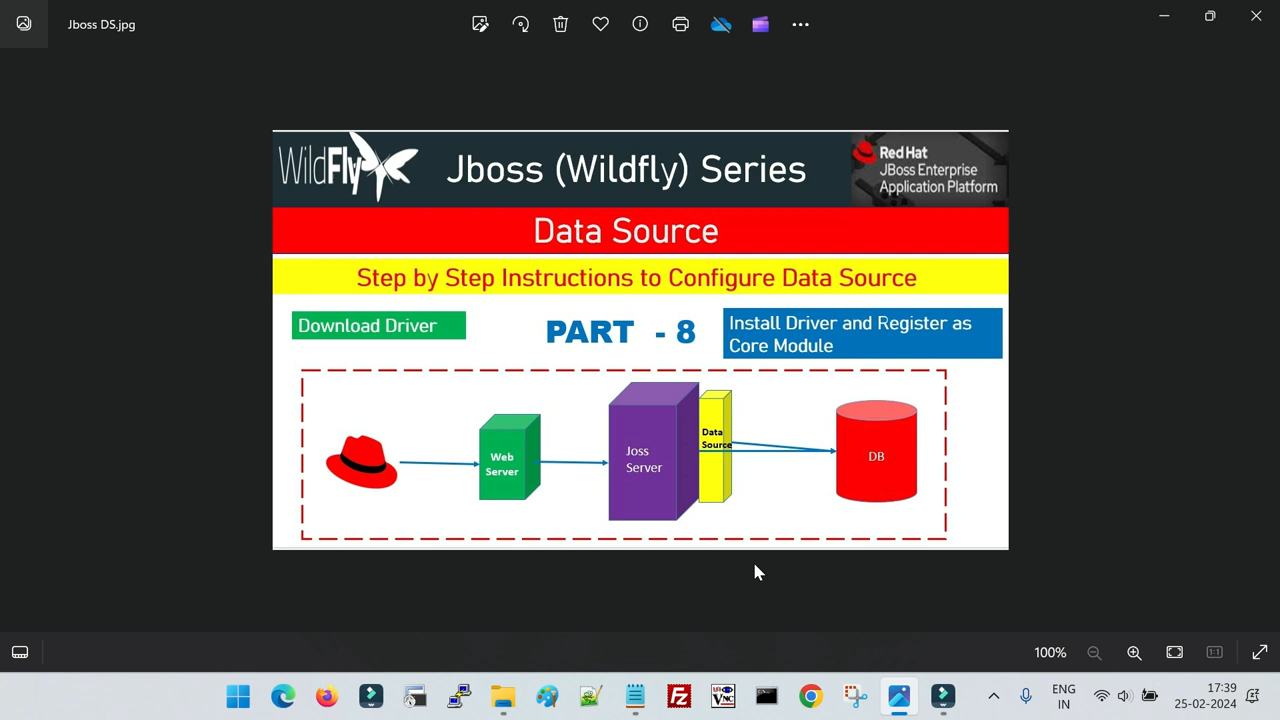 Jboss DS.jpg
WildFly
Jboss (Wildfly) Series
Red Hat
JBoss Enterprise
Application Platform
Data Source
Step by Step Instructions to Configure Data Source
Download Driver
PART - 8
Install Driver and Register as
Core Module
Web
Server
Joss
Server
Data
Source
DB
100%
1:1
ENG
IN
17:39
25-02-2024